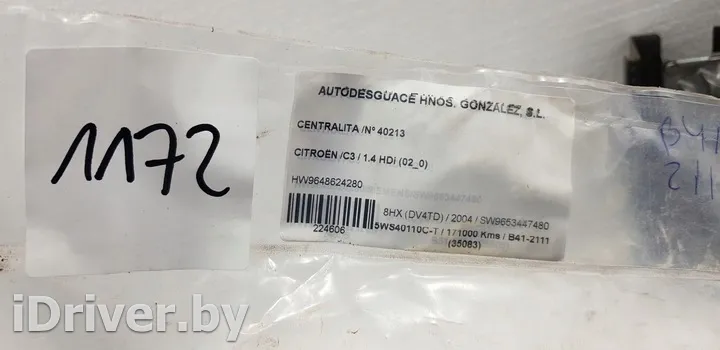 1172
AUTODESGUACE HNOS. GONZALEZ, S.L.
CENTRALITA /Nº 40213
CITROËN /C3 / 1.4 HDi (02_0)
HW9648624280
8HX (DV4TD) / 2004 / SW9653447480
5WS40110C-T / 171000 Kms / B41-2111
224606
(35083)
iDriver.by